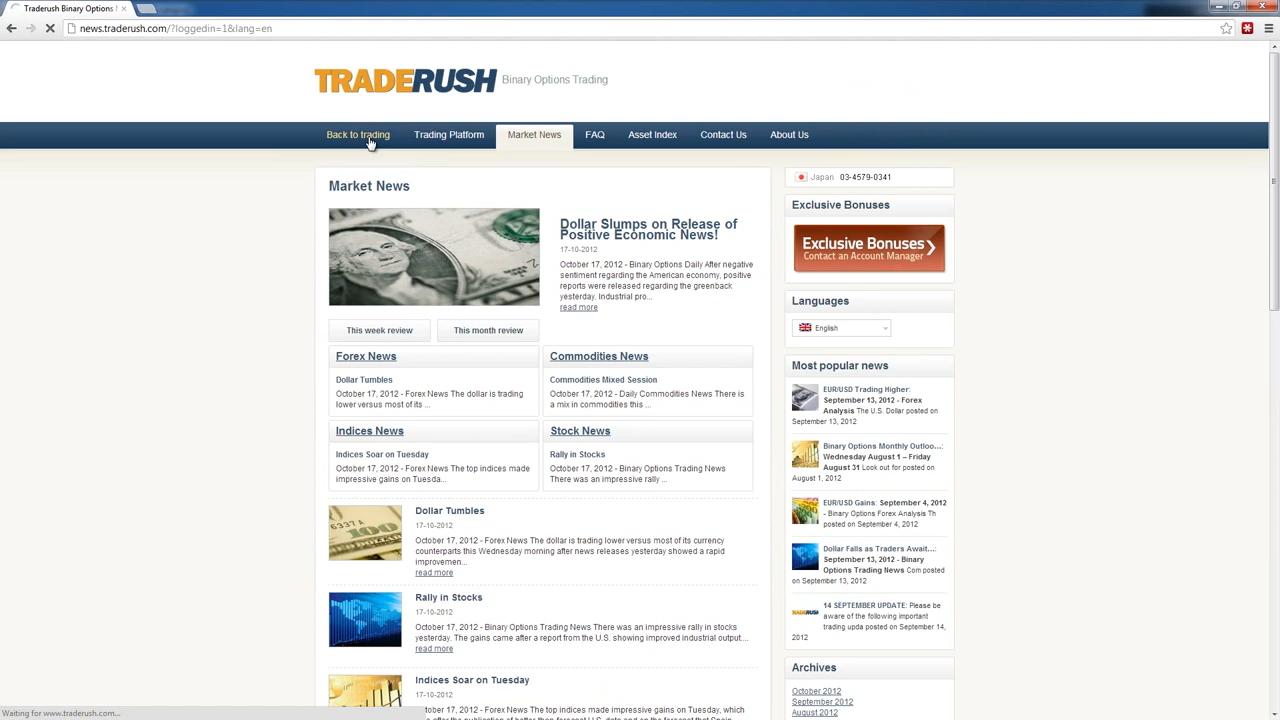 Traderush Binary Options
news.traderush.com/?loggedin=1&lang=en
TRADERUSH Binary Options Trading
Back to trading Trading Platform Market News FAQ Asset Index Contact Us About Us
Market News
Dollar Slumps on Release of
Positive Economic News!
17-10-2012
October 17, 2012 - Binary Options Daily After negative
sentiment regarding the American economy, positive
reports were released regarding the greenback
yesterday. Industrial pro...
read more
This week review This month review
Forex News
Dollar Tumbles
October 17, 2012 - Forex News The dollar is trading
lower versus most of its ...
Commodities News
Commodities Mixed Session
October 17, 2012 - Daily Commodities News There is
a mix in commodities this ...
Indices News
Indices Soar on Tuesday
October 17, 2012 - Forex News The top indices made
impressive gains on Tuesda...
Stock News
Rally in Stocks
October 17, 2012 - Binary Options Trading News
There was an impressive rally ...
Dollar Tumbles
17-10-2012
October 17, 2012 - Forex News The dollar is trading lower versus most of its currency
counterparts this Wednesday morning after news releases yesterday showed a rapid
improvemen...
read more
Rally in Stocks
17-10-2012
October 17, 2012 - Binary Options Trading News There was an impressive rally in stocks
yesterday. The gains came after a report from the U.S. showing improved industrial output....
read more
Indices Soar on Tuesday
17-10-2012
October 17, 2012 - Forex News The top indices made impressive gains on Tuesday, which
Japan 03-4579-0341
Exclusive Bonuses
Exclusive Bonuses
Contact an Account Manager
Languages
English
Most popular news
EUR/USD Trading Higher:
September 13, 2012 - Forex
Analysis The U.S. Dollar posted on
September 13, 2012
Binary Options Monthly Outloo...:
Wednesday August 1 – Friday
August 31 Look out for posted on
August 1, 2012
EUR/USD Gains: September 4, 2012
- Binary Options Forex Analysis Th
posted on September 4, 2012
Dollar Falls as Traders Await...:
September 13, 2012 - Binary
Options Trading News Com posted
on September 13, 2012
TRADERUSH
14 SEPTEMBER UPDATE: Please be
aware of the following important
trading upda posted on September 14,
2012
Archives
October 2012
September 2012
August 2012
Waiting for www.traderush.com...